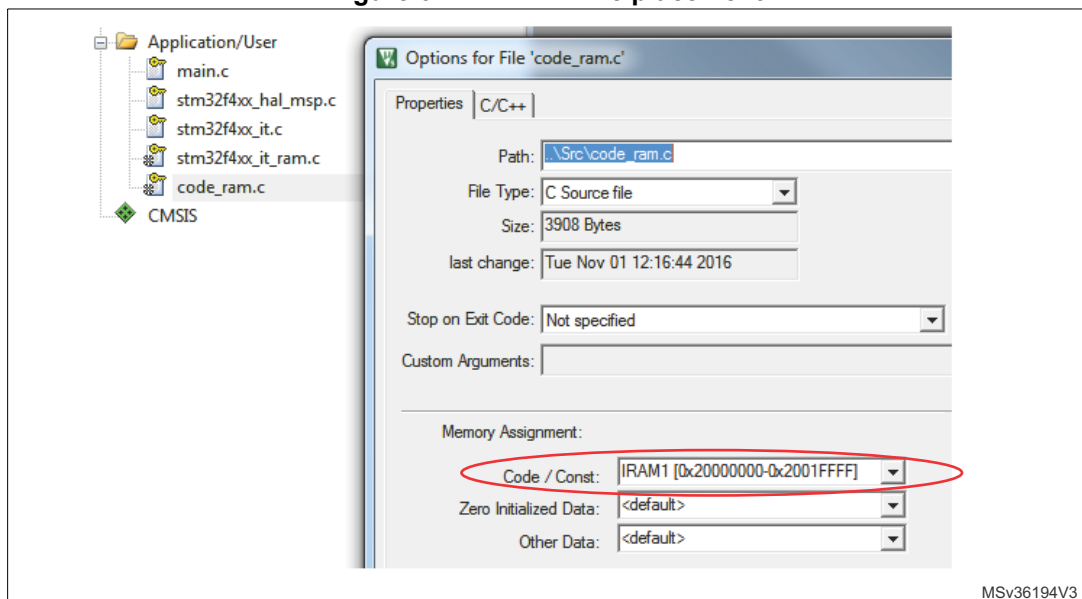 Application/User
main.c
stm32f4xx_hal_msp.c
stm32f4xx_it.c
stm32f4xx_it_ram.c
code_ram.c
CMSIS
Options for File 'code_ram.c'
Properties C/C++
Path: ..\Src\code_ram.c
File Type: C Source file
Size: 3908 Bytes
last change: Tue Nov 01 12:16:44 2016
Stop on Exit Code: Not specified
Custom Arguments:
Memory Assignment:
Code / Const: IRAM1 [0x20000000-0x2001FFFF]
Zero Initialized Data: <default>
Other Data: <default>
MSv36194V3